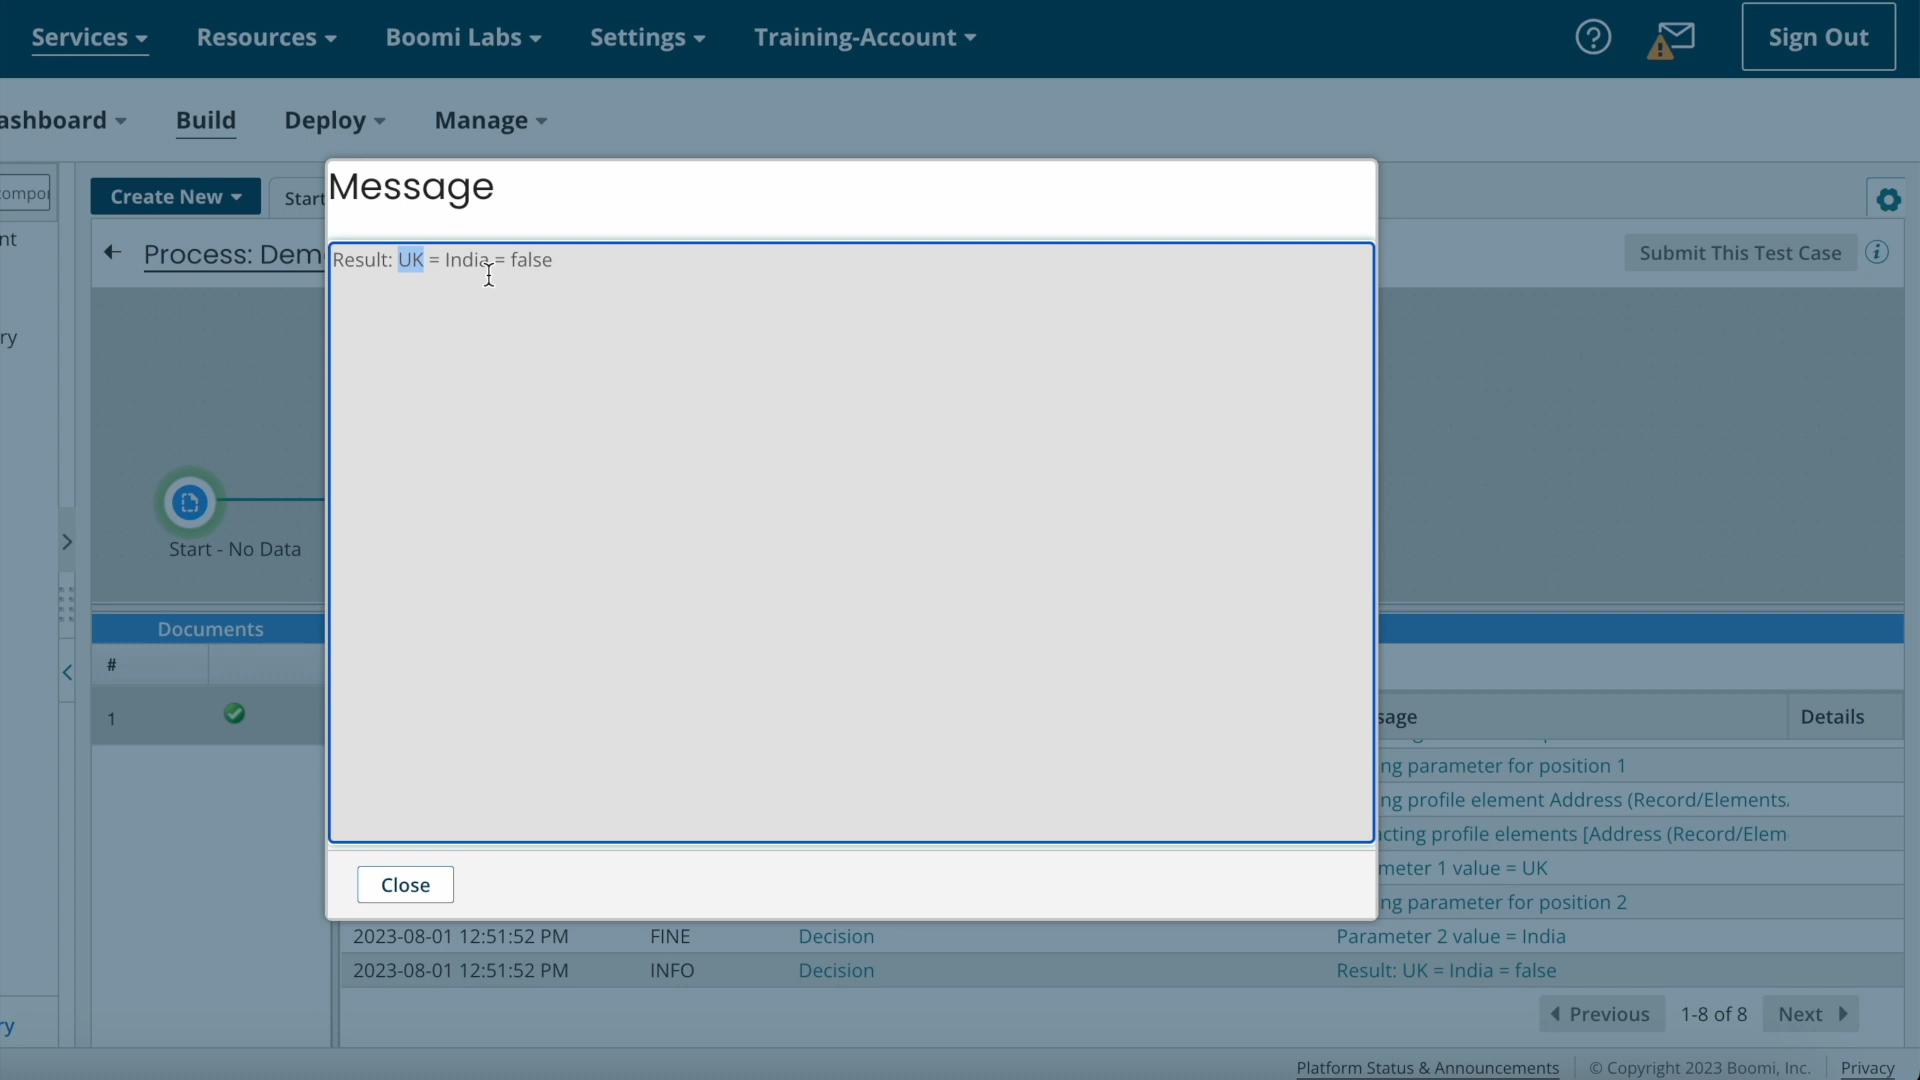 Services
Resources
Boomi Labs
Settings
Training-Account
Sign Out
ashboard
Build
Deploy
Manage
compo
Create New
Start
nt
ry
Process: Dem
Submit This Test Case
Message
Result: UK = India = false
Close
Start - No Data
Documents
#
1
sage
Details
ng parameter for position 1
ng profile element Address (Record/Elements.
cting profile elements [Address (Record/Elem
meter 1 value = UK
ng parameter for position 2
2023-08-01 12:51:52 PM FINE Decision Parameter 2 value = India
2023-08-01 12:51:52 PM INFO Decision Result: UK = India = false
Previous 1-8 of 8 Next
ry
Platform Status & Announcements © Copyright 2023 Boomi, Inc. Privacy